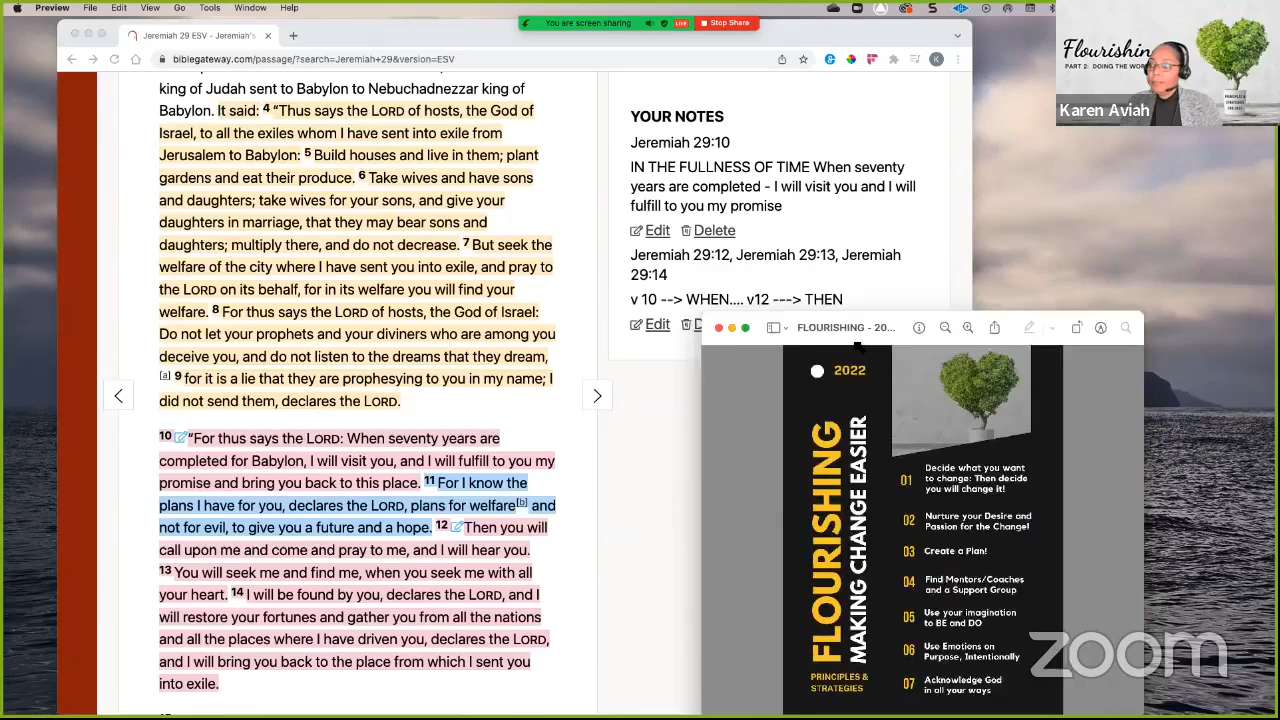 Preview File Edit View Go Tools Window Help
You are screen sharing LIVE Stop Share
Jeremiah 29 ESV - Jeremiah's
biblegateway.com/passage/?search=Jeremiah+29&version=ESV
king of Judah sent to Babylon to Nebuchadnezzar king of
Babylon. It said: 4 “Thus says the LORD of hosts, the God of
Israel, to all the exiles whom I have sent into exile from
Jerusalem to Babylon: 5 Build houses and live in them; plant
gardens and eat their produce. 6 Take wives and have sons
and daughters; take wives for your sons, and give your
daughters in marriage, that they may bear sons and
daughters; multiply there, and do not decrease. 7 But seek the
welfare of the city where I have sent you into exile, and pray to
the LORD on its behalf, for in its welfare you will find your
welfare. 8 For thus says the LORD of hosts, the God of Israel:
Do not let your prophets and your diviners who are among you
deceive you, and do not listen to the dreams that they dream,
[a] 9 for it is a lie that they are prophesying to you in my name; I
did not send them, declares the LORD.
10 “For thus says the LORD: When seventy years are
completed for Babylon, I will visit you, and I will fulfill to you my
promise and bring you back to this place. 11 For I know the
plans I have for you, declares the LORD, plans for welfare[b] and
not for evil, to give you a future and a hope. 12 Then you will
call upon me and come and pray to me, and I will hear you.
13 You will seek me and find me, when you seek me with all
your heart. 14 I will be found by you, declares the LORD, and I
will restore your fortunes and gather you from all the nations
and all the places where I have driven you, declares the LORD,
and I will bring you back to the place from which I sent you
into exile.
YOUR NOTES
Jeremiah 29:10
IN THE FULLNESS OF TIME When seventy
years are completed - I will visit you and I will
fulfill to you my promise
Edit Delete
Jeremiah 29:12, Jeremiah 29:13, Jeremiah
29:14
v 10 --> WHEN.... v12 ---> THEN
Edit D
FLOURISHING - 20...
2022
FLOURISHING
MAKING CHANGE EASIER
PRINCIPLES &
STRATEGIES
01 Decide what you want
to change: Then decide
you will change it!
02 Nurture your Desire and
Passion for the Change!
03 Create a Plan!
04 Find Mentors/Coaches
and a Support Group
05 Use your imagination
to BE and DO
06 Use Emotions on
Purpose, Intentionally
07 Acknowledge God
in all your ways
Flourishin
PART 2: DOING THE WOR
Karen Aviah
zoom